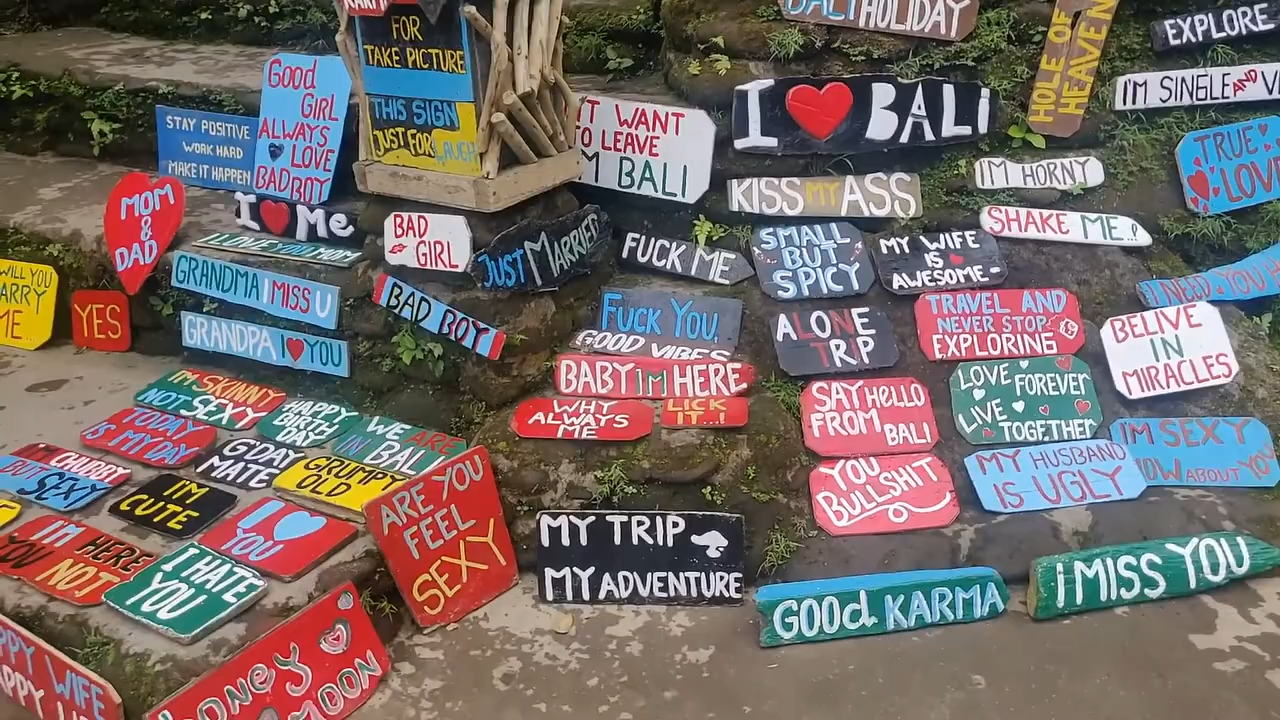 FOR
TAKE PICTURE
THIS SIGN
JUST FOR LAUGH
BALI HOLIDAY
HOLE OF
HEAVEN
EXPLORE
I'M SINGLE AND
STAY POSITIVE
WORK HARD
MAKE IT HAPPEN
Good
GIRL
ALWAYS
LOVE
BAD BOY
WANT
TO LEAVE
BALI
I ❤ BALI
I'M HORNY
TRUE
LOVE
KISS MY ASS
SHAKE ME..!
MOM
&
DAD
I ❤ Me
I LOVE YOU MOM
BAD
GIRL
JUST MARRIED
FUCK ME
SMALL
BUT
SPICY
MY WIFE
IS
AWESOME
WILL YOU
MARRY
ME
YES
GRANDMA I MISS U
BAD BOY
GRANDPA I ❤ YOU
FUCK YOU
GOOD VIBES
ALONE
TRIP
TRAVEL AND
NEVER STOP
EXPLORING
I NEED YOU
BELIVE
IN
MIRACLES
BABY I'M HERE
WHY
ALWAYS
ME
LICK
IT..!
SAY HELLO
FROM BALI
LOVE FOREVER
LIVE TOGETHER
I'M SKINNY
NOT SEXY
HAPPY
BIRTH
DAY
WE ARE
IN BALI
TODAY
IS MY DAY
G'DAY
MATE
GRUMPY
OLD
I'M CHUBBY
BUT SEXY
I'M
CUTE
I ❤
YOU
I'M HERE
YOU NOT
I HATE
YOU
ARE YOU
FEEL
SEXY
YOU
BULLSHIT
MY HUSBAND
IS UGLY
I'M SEXY
HOW ABOUT YOU
MY TRIP
MY ADVENTURE
GOOd KARMA
I MISS YOU
HONEY
MOON
HAPPY WIFE
HAPPY